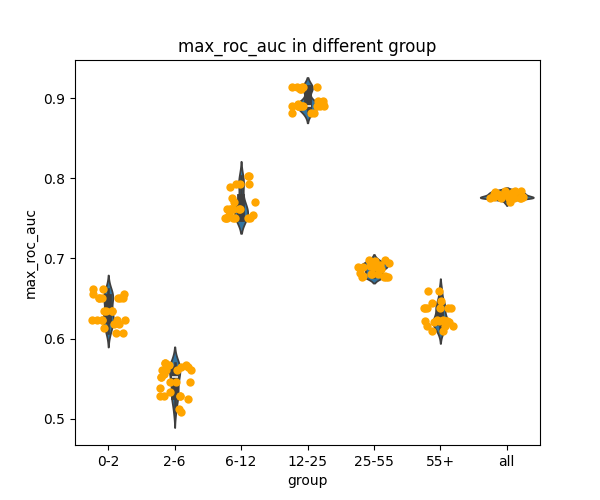 max_roc_auc in different group
max_roc_auc
0.9
0.8
0.7
0.6
0.5
0-2 2-6 6-12 12-25 25-55 55+ all
group